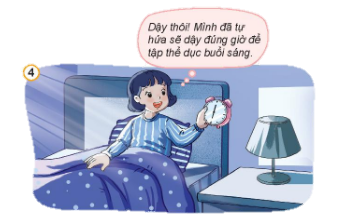 Dậy thôi! Mình đã tự
hứa sẽ dậy đúng giờ để
tập thể dục buổi sáng.
4